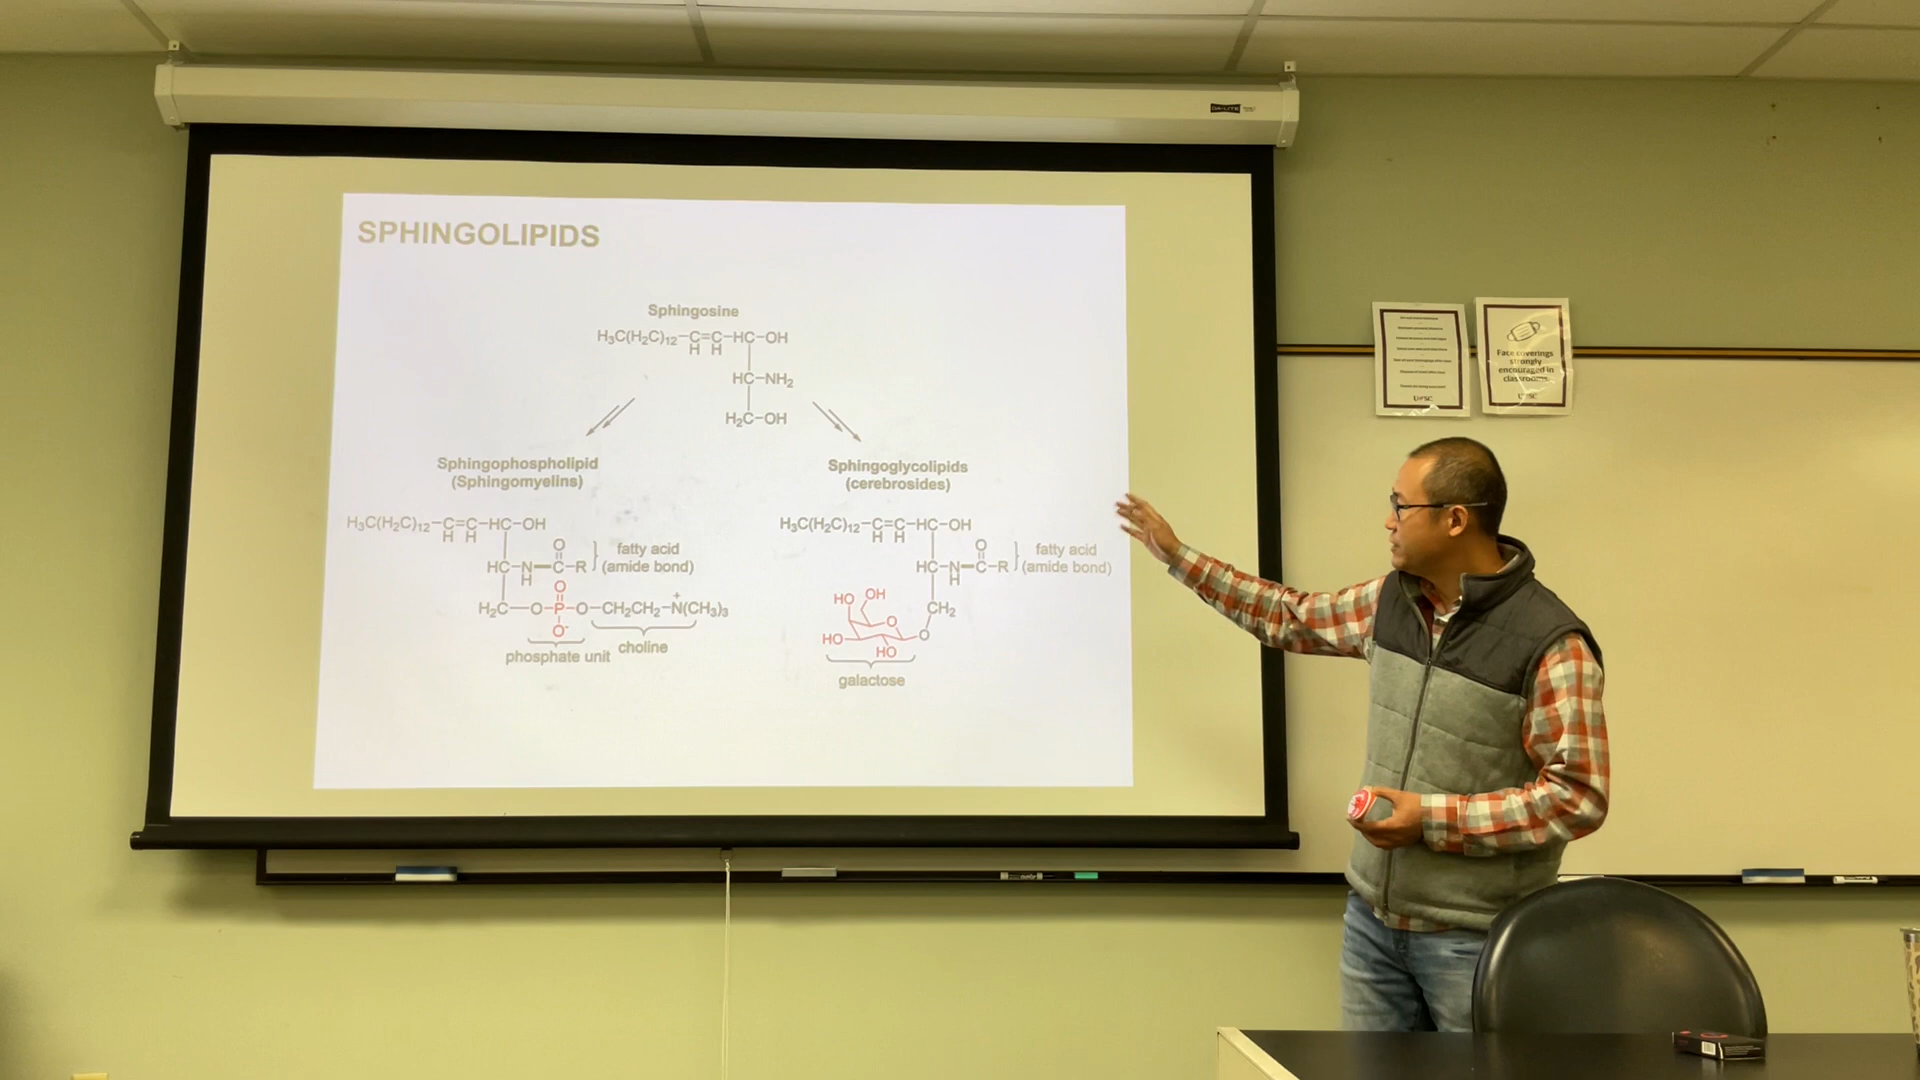 DA-LITE
SPHINGOLIPIDS
Sphingosine
H₃C(H₂C)₁₂–C=C–HC–OH
H H
HC–NH₂
H₂C–OH
Sphingophospholipid
(Sphingomyelins)
H₃C(H₂C)₁₂–C=C–HC–OH
H H
O
HC–N–C–R
H
fatty acid
(amide bond)
O
H₂C–O–P–O–CH₂CH₂–N(CH₃)₃
+
O-
phosphate unit
choline
Sphingoglycolipids
(cerebrosides)
H₃C(H₂C)₁₂–C=C–HC–OH
H H
O
HC–N–C–R
H
fatty acid
(amide bond)
HO OH
CH₂
O
HO
O
HO
galactose
Face coverings
strongly
encouraged in
classrooms.